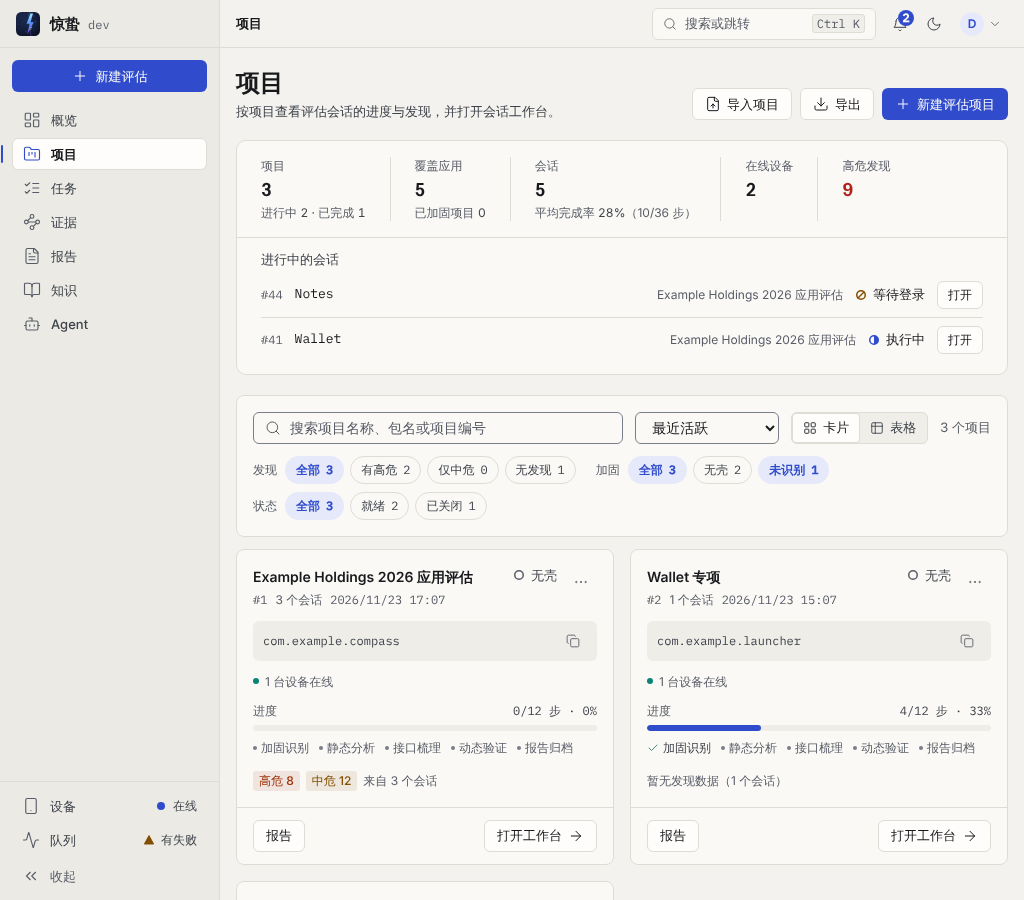 惊蛰 dev
新建评估
概览
项目
任务
证据
报告
知识
Agent
设备 在线
队列 有失败
收起
项目
搜索或跳转 Ctrl K
2
D
项目
按项目查看评估会话的进度与发现，并打开会话工作台。
导入项目 导出 新建评估项目
项目 覆盖应用 会话 在线设备 高危发现
3 5 5 2 9
进行中 2 · 已完成 1 已加固项目 0 平均完成率 28%（10/36 步）
进行中的会话
#44 Notes Example Holdings 2026 应用评估 等待登录 打开
#41 Wallet Example Holdings 2026 应用评估 执行中 打开
搜索项目名称、包名或项目编号 最近活跃 卡片 表格 3 个项目
发现 全部 3 有高危 2 仅中危 0 无发现 1 加固 全部 3 无壳 2 未识别 1
状态 全部 3 就绪 2 已关闭 1
Example Holdings 2026 应用评估 无壳 …
#1 3 个会话 2026/11/23 17:07
com.example.compass
1 台设备在线
进度 0/12 步 · 0%
加固识别 静态分析 接口梳理 动态验证 报告归档
高危 8 中危 12 来自 3 个会话
报告 打开工作台
Wallet 专项 无壳 …
#2 1 个会话 2026/11/23 15:07
com.example.launcher
1 台设备在线
进度 4/12 步 · 33%
加固识别 静态分析 接口梳理 动态验证 报告归档
暂无发现数据（1 个会话）
报告 打开工作台